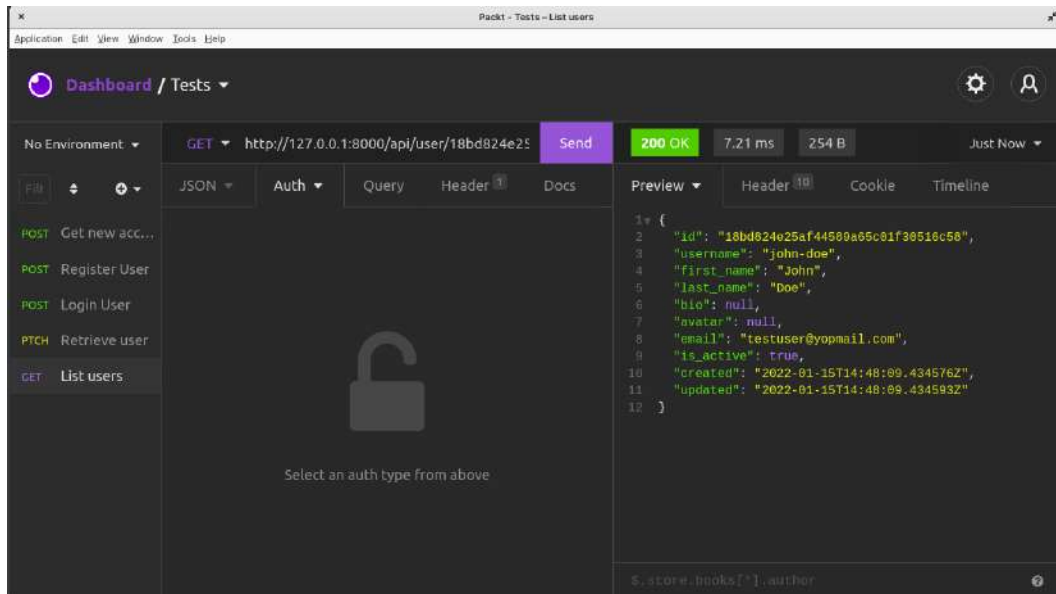 Packt - Tests – List users
Application Edit View Window Tools Help
Dashboard / Tests
No Environment
GET http://127.0.0.1:8000/api/user/18bd824e25 Send
200 OK 7.21 ms 254 B Just Now
JSON Auth Query Header 1 Docs
Preview Header 10 Cookie Timeline
POST Get new acc...
POST Register User
POST Login User
PTCH Retrieve user
GET List users
Select an auth type from above
1 {
2 "id": "18bd824e25af44589a65c01f30516c58",
3 "username": "john-doe",
4 "first_name": "John",
5 "last_name": "Doe",
6 "bio": null,
7 "avatar": null,
8 "email": "testuser@yopmail.com",
9 "is_active": true,
10 "created": "2022-01-15T14:48:09.434576Z",
11 "updated": "2022-01-15T14:48:09.434593Z"
12 }
$.store.books[*].author